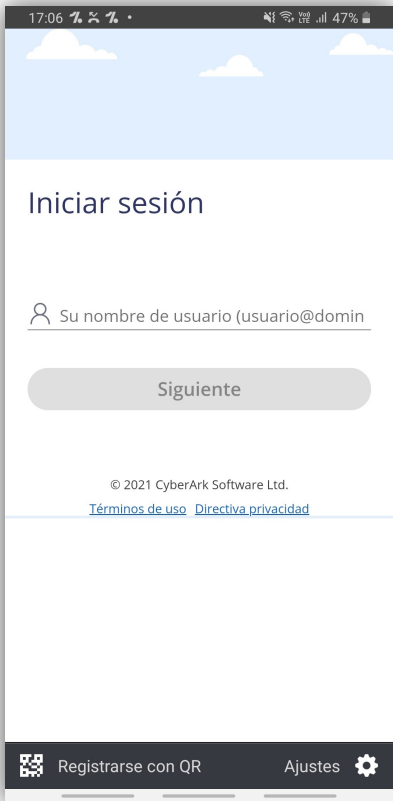 17:06
47%
Iniciar sesión
Su nombre de usuario (usuario@domin
Siguiente
© 2021 CyberArk Software Ltd.
Términos de uso Directiva privacidad
Registrarse con QR Ajustes